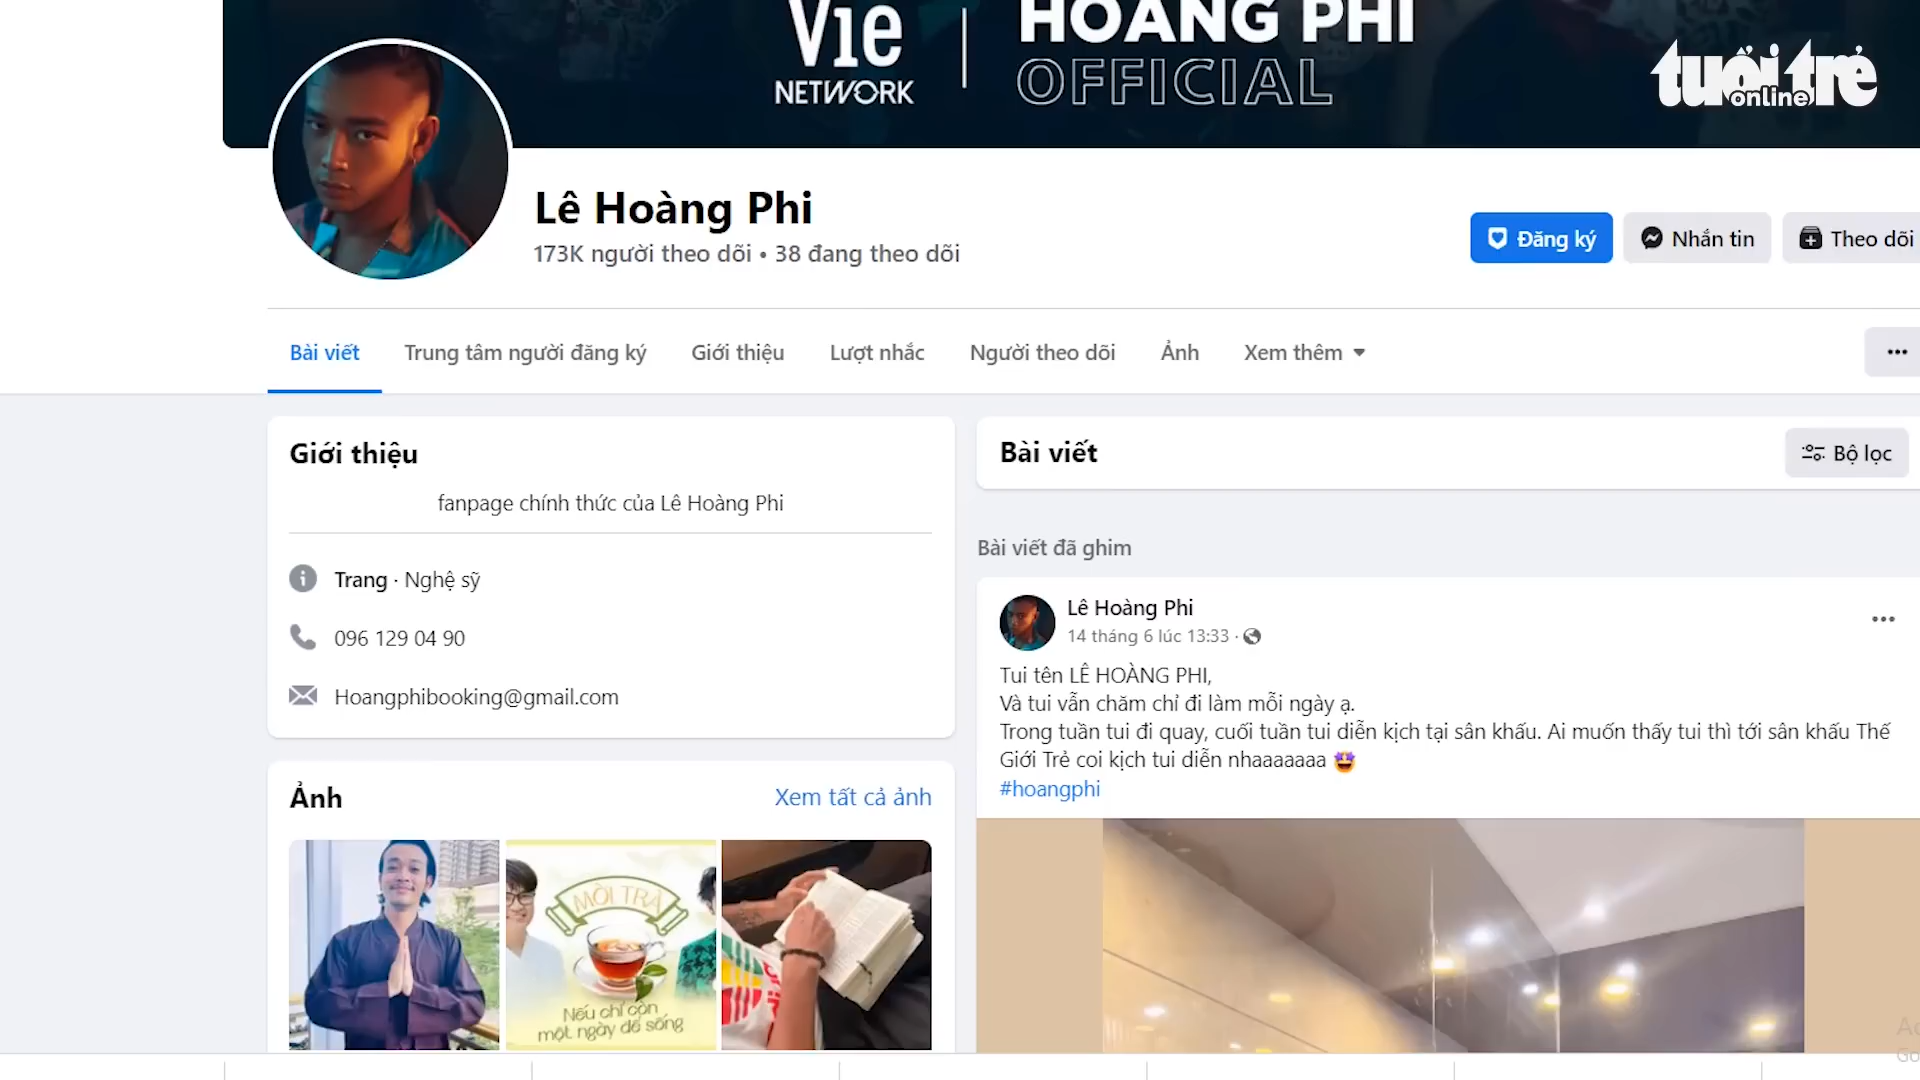 Vie
NETWORK
HOÀNG PHI
OFFICIAL
tuổi trẻ
online
Lê Hoàng Phi
173K người theo dõi • 38 đang theo dõi
Đăng ký
Nhắn tin
Theo dõi
Bài viết
Trung tâm người đăng ký
Giới thiệu
Lượt nhắc
Người theo dõi
Ảnh
Xem thêm
Giới thiệu
fanpage chính thức của Lê Hoàng Phi
Trang · Nghệ sỹ
096 129 04 90
Hoangphibooking@gmail.com
Ảnh
Xem tất cả ảnh
MỜI TRÀ
Nếu chỉ còn
một ngày để sống
Bài viết
Bộ lọc
Bài viết đã ghim
Lê Hoàng Phi
14 tháng 6 lúc 13:33 ·
Tui tên LÊ HOÀNG PHI,
Và tui vẫn chăm chỉ đi làm mỗi ngày ạ.
Trong tuần tui đi quay, cuối tuần tui diễn kịch tại sân khấu. Ai muốn thấy tui thì tới sân khấu Thế
Giới Trẻ coi kịch tui diễn nhaaaaaaa 🤩
#hoangphi